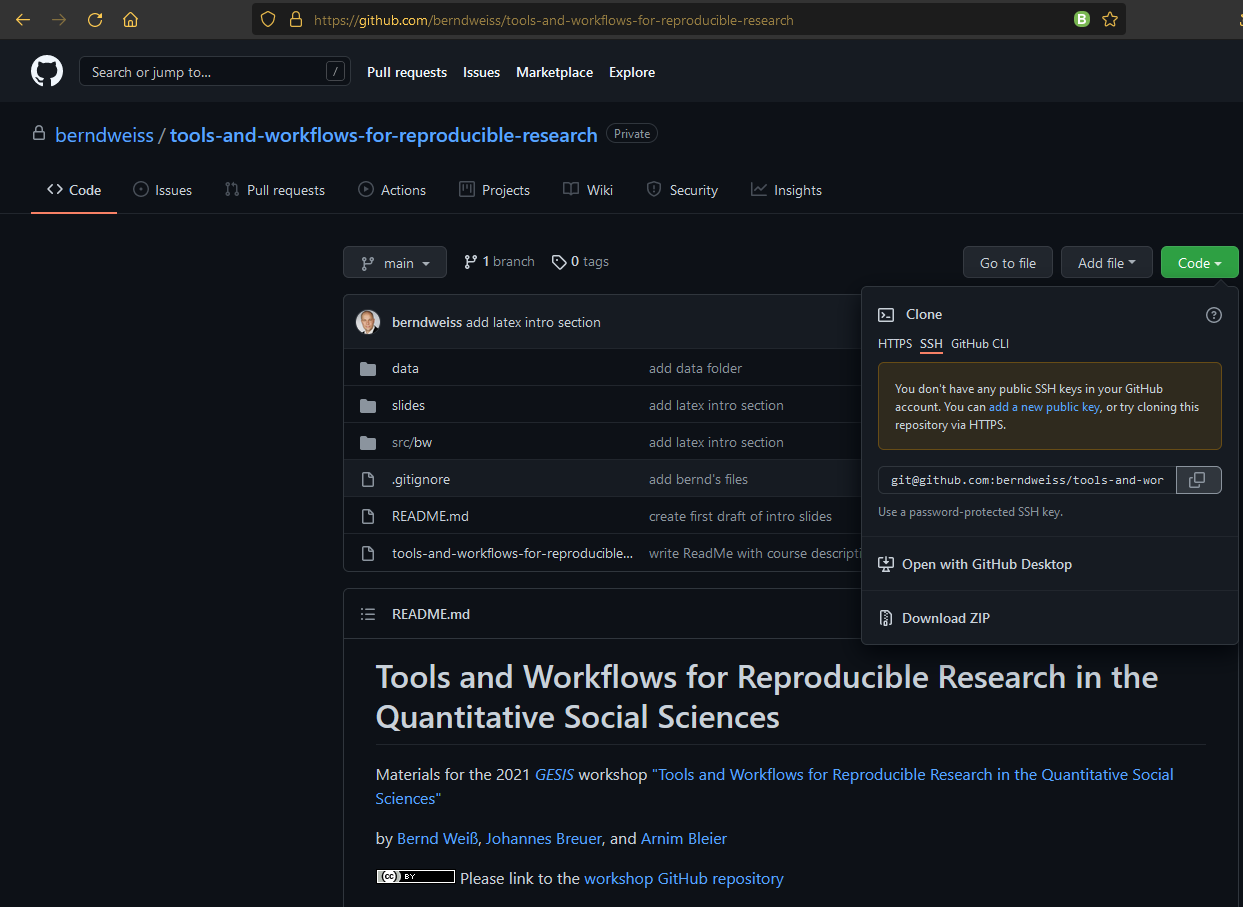 https://github.com/berndweiss/tools-and-workflows-for-reproducible-research B
Search or jump to... / Pull requests Issues Marketplace Explore
berndweiss / tools-and-workflows-for-reproducible-research Private
Code Issues Pull requests Actions Projects Wiki Security Insights
main 1 branch 0 tags Go to file Add file Code
berndweiss add latex intro section
data add data folder
slides add latex intro section
src/bw add latex intro section
.gitignore add bernd's files
README.md create first draft of intro slides
tools-and-workflows-for-reproducible... write ReadMe with course descripti
Clone
HTTPS SSH GitHub CLI
You don't have any public SSH keys in your GitHub
account. You can add a new public key, or try cloning this
repository via HTTPS.
git@github.com:berndweiss/tools-and-wor
Use a password-protected SSH key.
Open with GitHub Desktop
Download ZIP
README.md
Tools and Workflows for Reproducible Research in the
Quantitative Social Sciences
Materials for the 2021 GESIS workshop "Tools and Workflows for Reproducible Research in the Quantitative Social
Sciences"
by Bernd Weiß, Johannes Breuer, and Arnim Bleier
cc BY Please link to the workshop GitHub repository